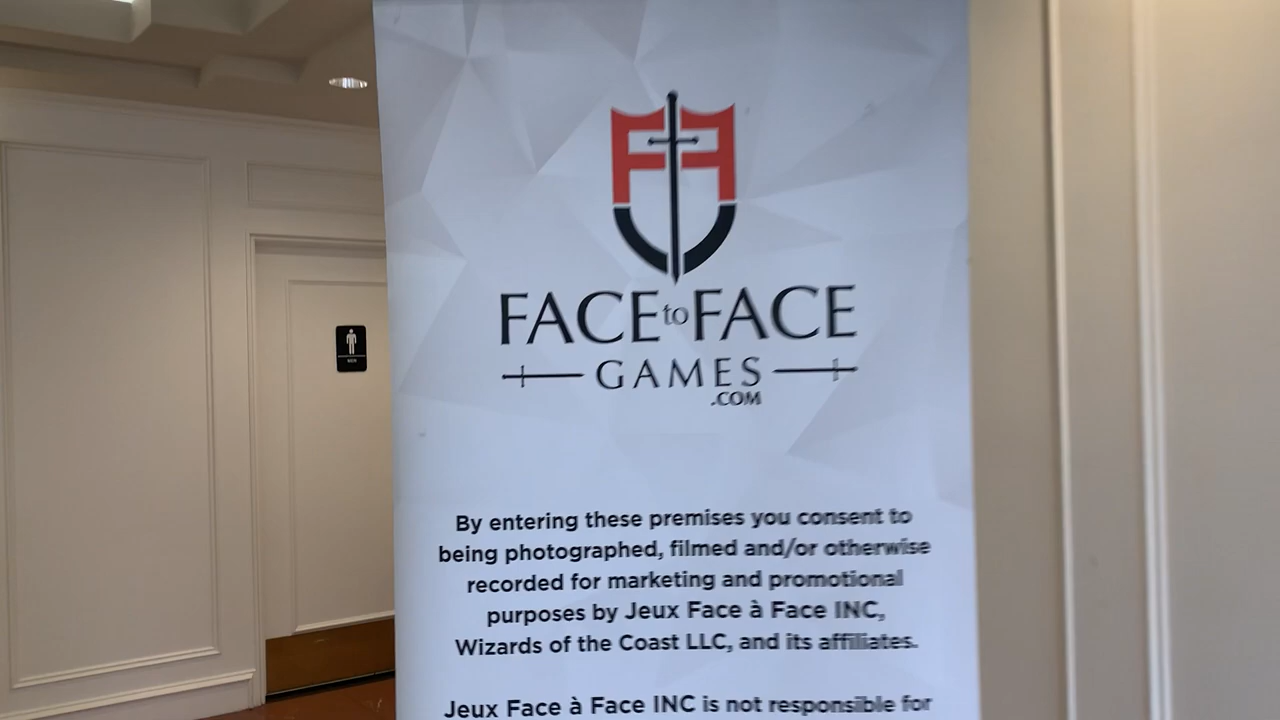 FACE to FACE
GAMES
.COM
MEN
By entering these premises you consent to
being photographed, filmed and/or otherwise
recorded for marketing and promotional
purposes by Jeux Face à Face INC,
Wizards of the Coast LLC, and its affiliates.
Jeux Face à Face INC is not responsible for